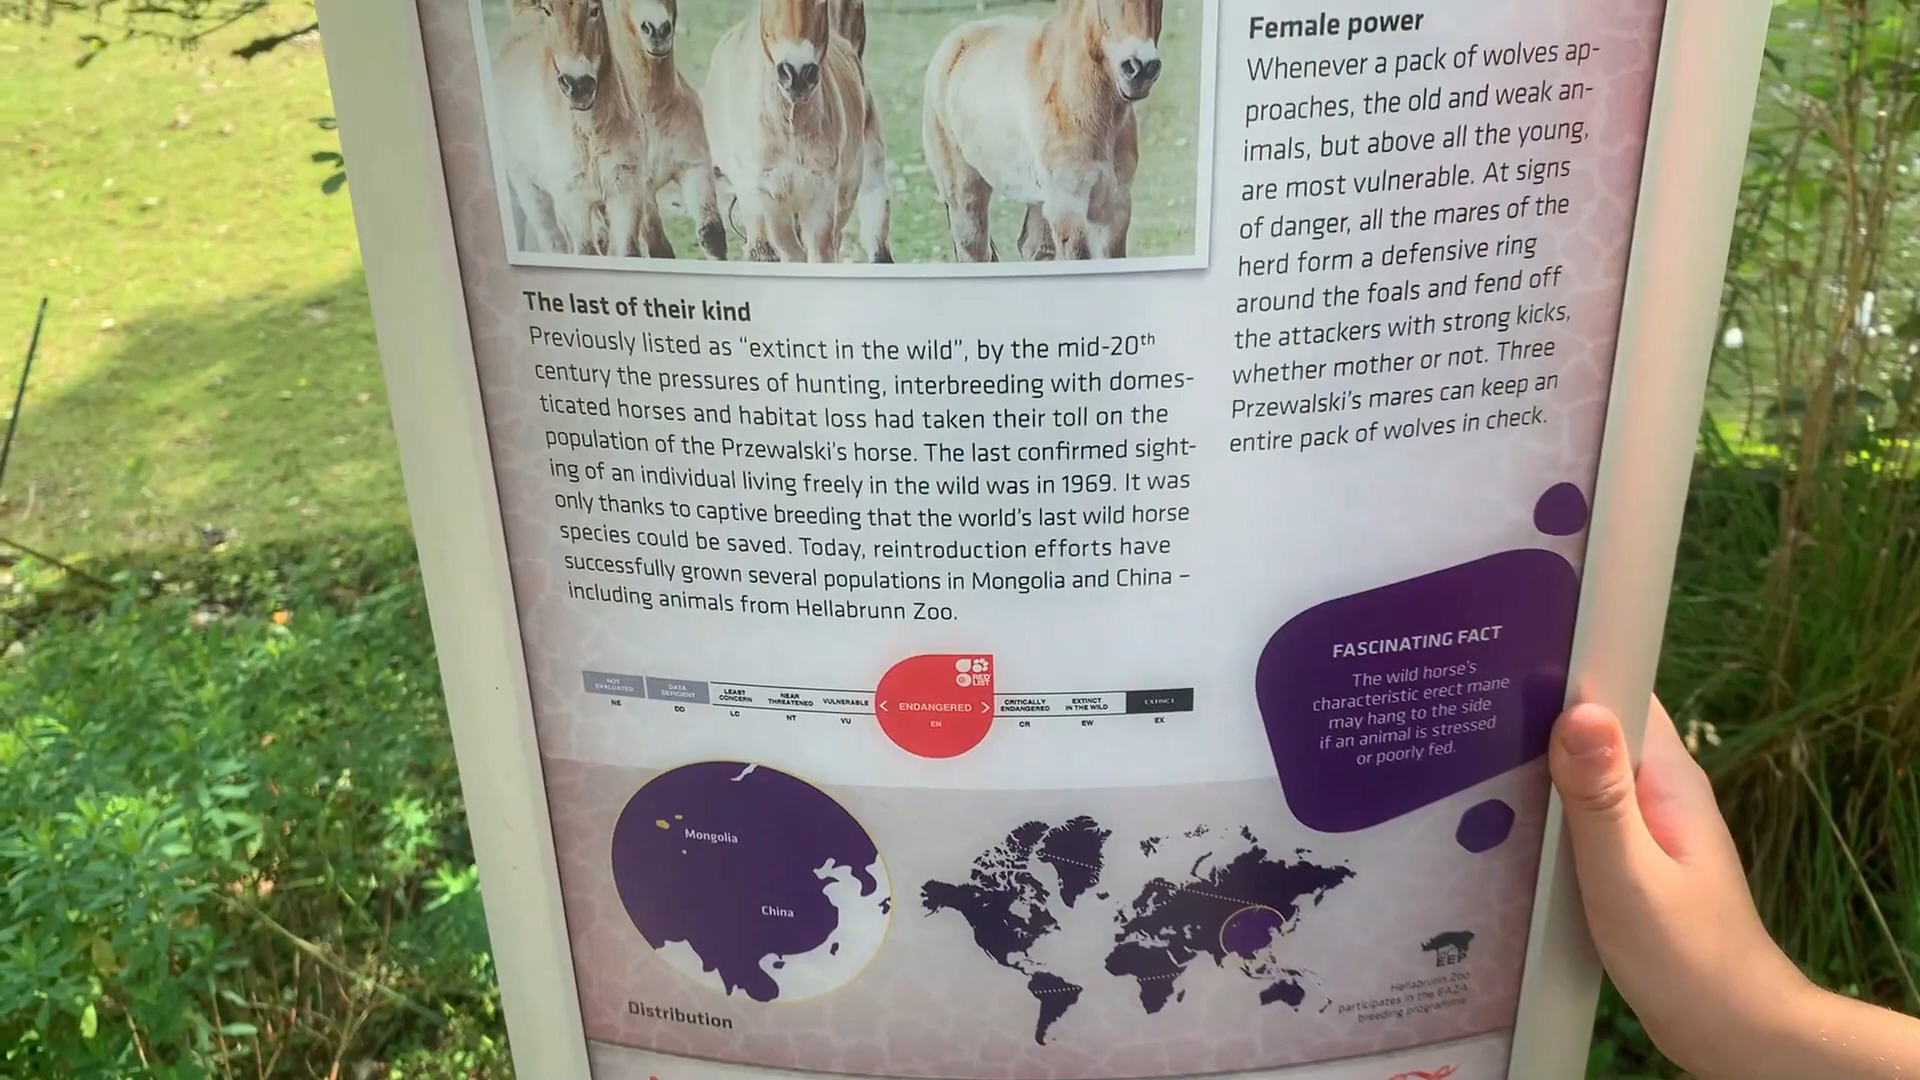 The last of their kind
Previously listed as “extinct in the wild”, by the mid-20th
century the pressures of hunting, interbreeding with domes-
ticated horses and habitat loss had taken their toll on the
population of the Przewalski's horse. The last confirmed sight-
ing of an individual living freely in the wild was in 1969. It was
only thanks to captive breeding that the world's last wild horse
species could be saved. Today, reintroduction efforts have
successfully grown several populations in Mongolia and China –
including animals from Hellabrunn Zoo.
Female power
Whenever a pack of wolves ap-
proaches, the old and weak an-
imals, but above all the young,
are most vulnerable. At signs
of danger, all the mares of the
herd form a defensive ring
around the foals and fend off
the attackers with strong kicks,
whether mother or not. Three
Przewalski's mares can keep an
entire pack of wolves in check.
FASCINATING FACT
The wild horse's
characteristic erect mane
may hang to the side
if an animal is stressed
or poorly fed.
NOT
EVALUATED
NE
DATA
DEFICIENT
DD
LEAST
CONCERN
LC
NEAR
THREATENED
NT
VULNERABLE
VU
RED
LIST
< ENDANGERED >
EN
CRITICALLY
ENDANGERED
CR
EXTINCT
IN THE WILD
EW
EXTINCT
EX
Mongolia
China
Distribution
EEP
Hellabrunn Zoo
participates in the EAZA
breeding programme